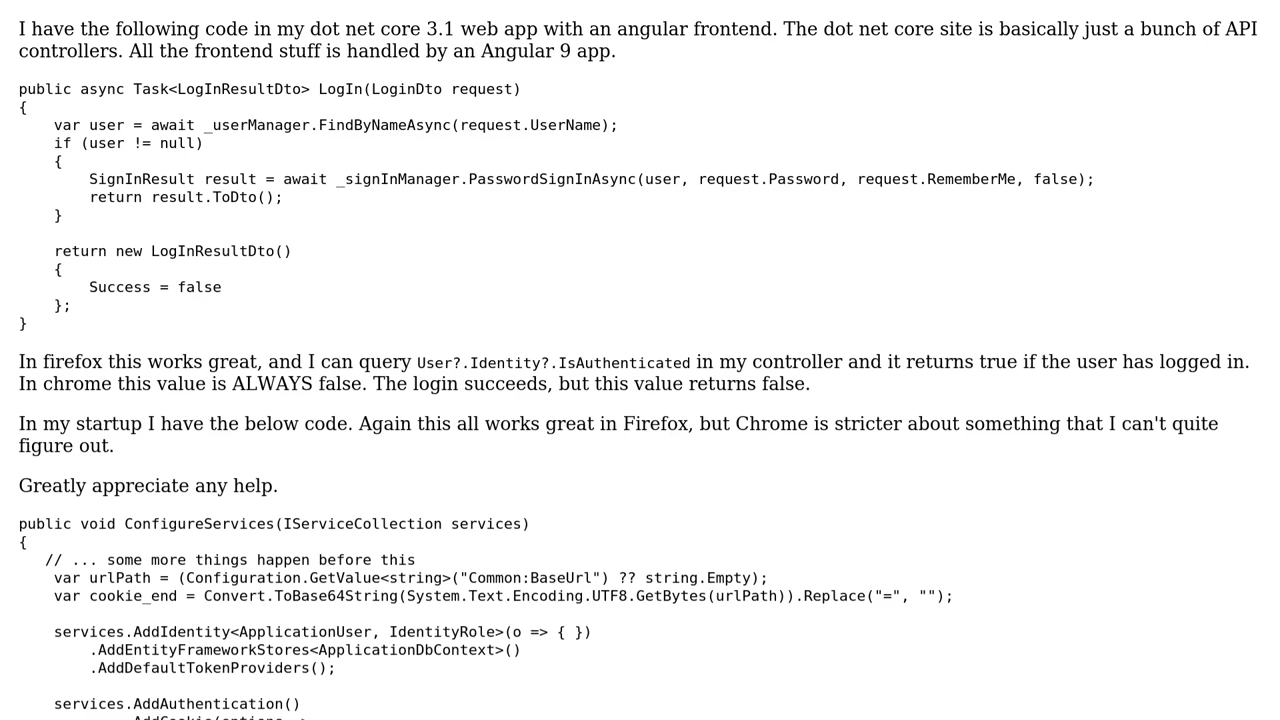 I have the following code in my dot net core 3.1 web app with an angular frontend. The dot net core site is basically just a bunch of API
controllers. All the frontend stuff is handled by an Angular 9 app.
public async Task<LogInResultDto> LogIn(LoginDto request)
{
    var user = await _userManager.FindByNameAsync(request.UserName);
    if (user != null)
    {
        SignInResult result = await _signInManager.PasswordSignInAsync(user, request.Password, request.RememberMe, false);
        return result.ToDto();
    }

    return new LogInResultDto()
    {
        Success = false
    };
}
In firefox this works great, and I can query User?.Identity?.IsAuthenticated in my controller and it returns true if the user has logged in.
In chrome this value is ALWAYS false. The login succeeds, but this value returns false.
In my startup I have the below code. Again this all works great in Firefox, but Chrome is stricter about something that I can't quite
figure out.
Greatly appreciate any help.
public void ConfigureServices(IServiceCollection services)
{
   // ... some more things happen before this
    var urlPath = (Configuration.GetValue<string>("Common:BaseUrl") ?? string.Empty);
    var cookie_end = Convert.ToBase64String(System.Text.Encoding.UTF8.GetBytes(urlPath)).Replace("=", "");

    services.AddIdentity<ApplicationUser, IdentityRole>(o => { })
        .AddEntityFrameworkStores<ApplicationDbContext>()
        .AddDefaultTokenProviders();

    services.AddAuthentication()